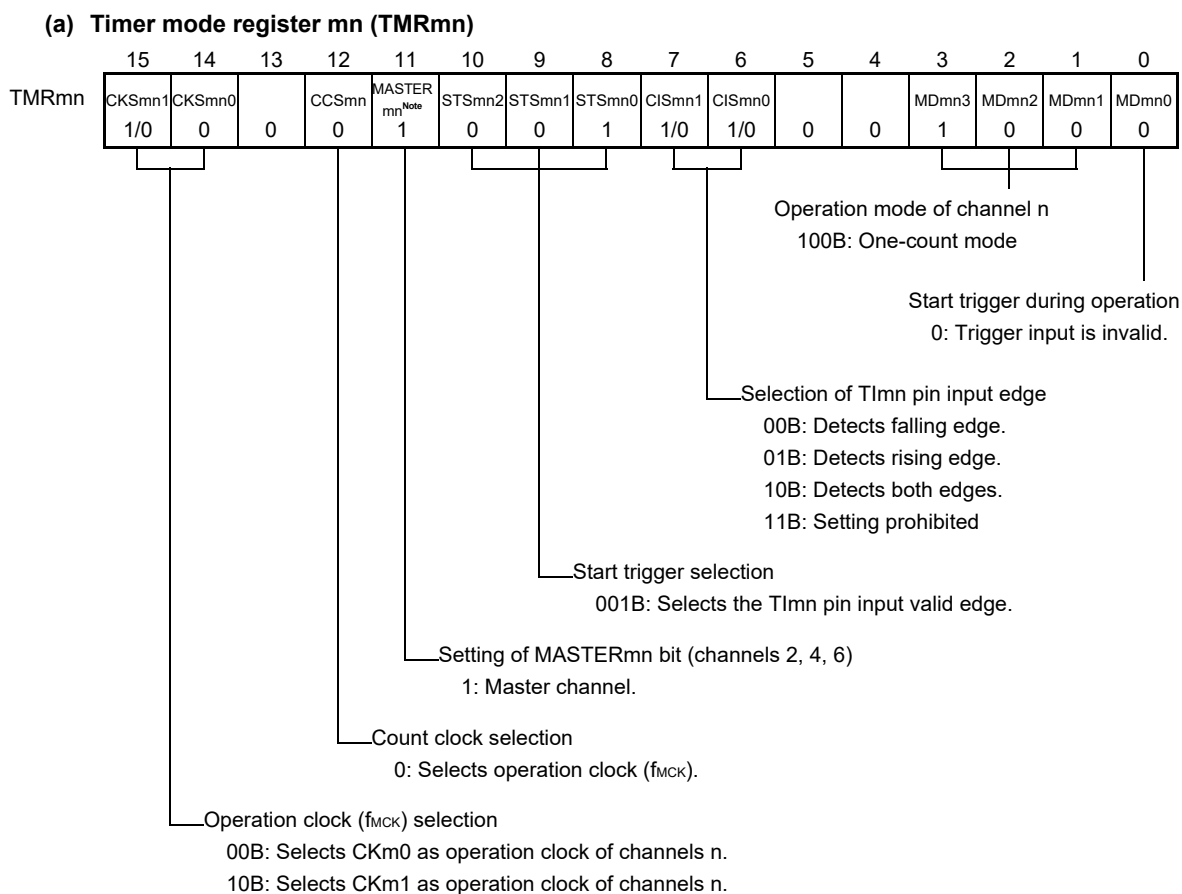 (a) Timer mode register mn (TMRmn)
15 14 13 12 11 10 9 8 7 6 5 4 3 2 1 0
TMRmn CKSmn1 CKSmn0 CCSmn MASTER mn Note STSmn2 STSmn1 STSmn0 CISmn1 CISmn0 MDmn3 MDmn2 MDmn1 MDmn0
1/0 0 0 0 1 0 0 1 1/0 1/0 0 0 1 0 0 0
Operation mode of channel n
100B: One-count mode
Start trigger during operation
0: Trigger input is invalid.
Selection of TImn pin input edge
00B: Detects falling edge.
01B: Detects rising edge.
10B: Detects both edges.
11B: Setting prohibited
Start trigger selection
001B: Selects the TImn pin input valid edge.
Setting of MASTERmn bit (channels 2, 4, 6)
1: Master channel.
Count clock selection
0: Selects operation clock (fMCK).
Operation clock (fMCK) selection
00B: Selects CKm0 as operation clock of channels n.
10B: Selects CKm1 as operation clock of channels n.